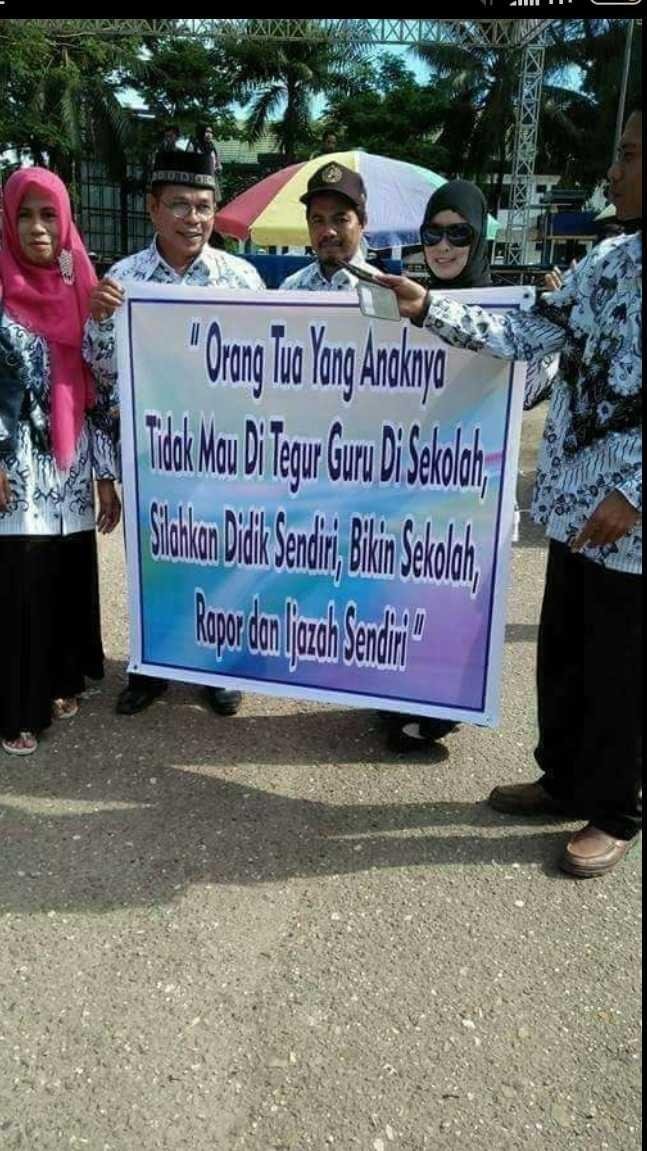 " Orang Tua Yang Anaknya
Tidak Mau Di Tegur Guru Di Sekolah,
Silahkan Didik Sendiri, Bikin Sekolah,
Rapor dan Ijazah Sendiri "